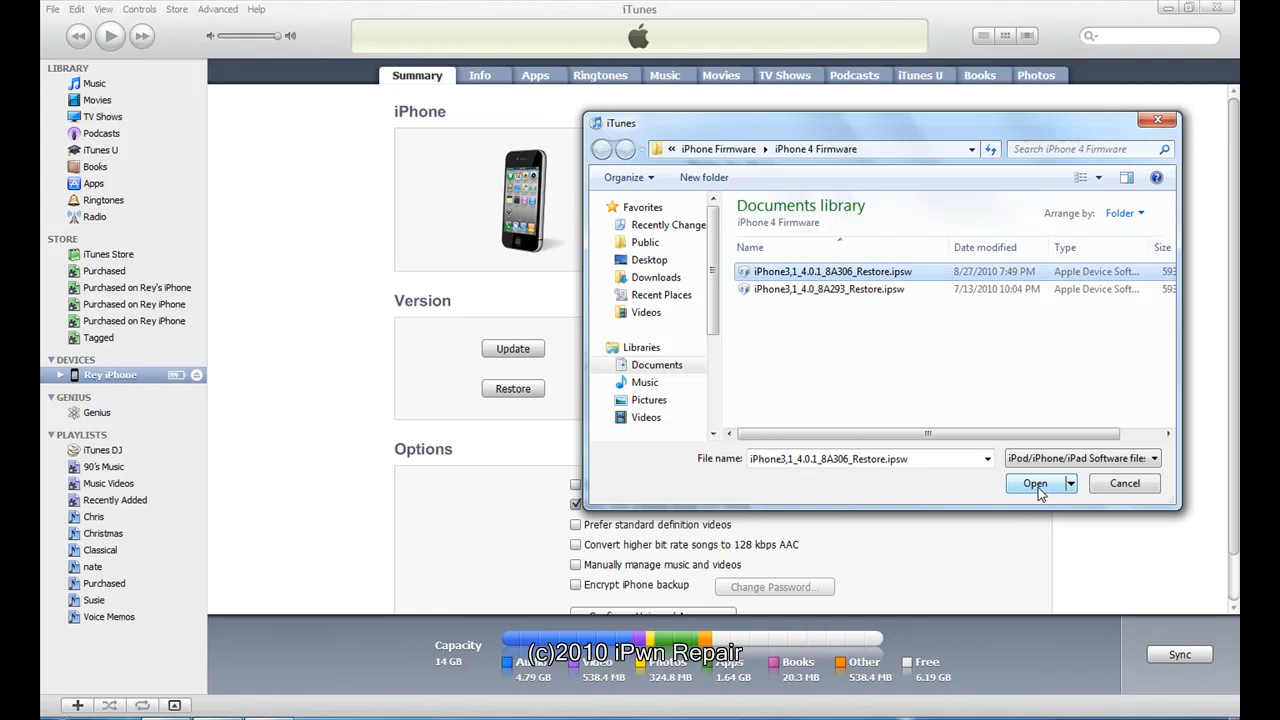 File Edit View Controls Store Advanced Help
iTunes
LIBRARY
Music
Movies
TV Shows
Podcasts
iTunes U
Books
Apps
Ringtones
Radio
STORE
iTunes Store
Purchased
Purchased on Rey's iPhone
Purchased on Rey iPhone
Purchased on Rey iPhone
Tagged
DEVICES
Rey iPhone
GENIUS
Genius
PLAYLISTS
iTunes DJ
90's Music
Music Videos
Recently Added
Chris
Christmas
Classical
nate
Purchased
Susie
Voice Memos
Summary Info Apps Ringtones Music Movies TV Shows Podcasts iTunes U Books Photos
iPhone
Version
Update
Restore
Options
iTunes
« iPhone Firmware iPhone 4 Firmware
Search iPhone 4 Firmware
Organize New folder
Favorites
Recently Change
Public
Desktop
Downloads
Recent Places
Videos
Libraries
Documents
Music
Pictures
Videos
Documents library
iPhone 4 Firmware
Arrange by: Folder
Name Date modified Type Size
iPhone3,1_4.0.1_8A306_Restore.ipsw 8/27/2010 7:49 PM Apple Device Soft... 593
iPhone3,1_4.0_8A293_Restore.ipsw 7/13/2010 10:04 PM Apple Device Soft... 593
File name: iPhone3,1_4.0.1_8A306_Restore.ipsw iPod/iPhone/iPad Software file:
Open Cancel
Prefer standard definition videos
Convert higher bit rate songs to 128 kbps AAC
Manually manage music and videos
Encrypt iPhone backup Change Password...
Capacity
14 GB
Audio
4.79 GB
Video
538.4 MB
Photos
324.8 MB
Apps
1.64 GB
Books
20.3 MB
Other
538.4 MB
Free
6.19 GB
Sync
(c)2010 iPwn Repair